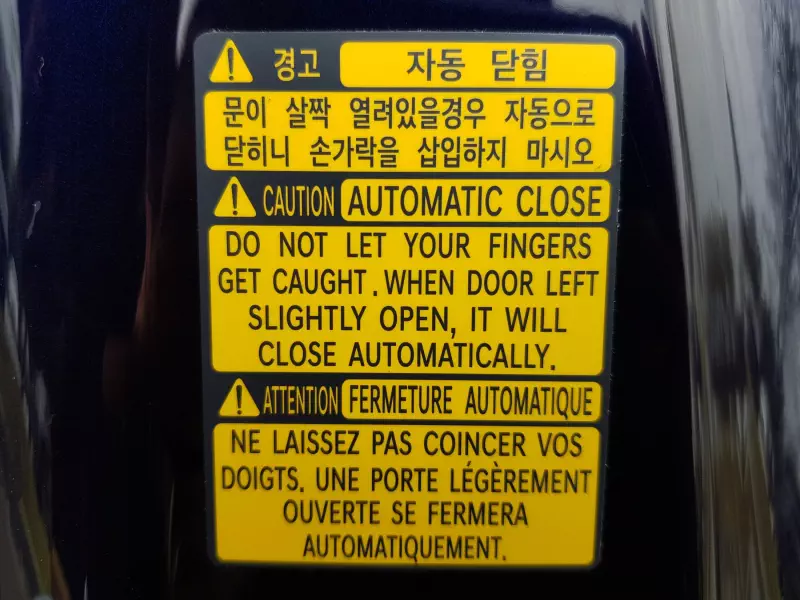 경고 자동 닫힘
문이 살짝 열려있을경우 자동으로
닫히니 손가락을 삽입하지 마시오
CAUTION AUTOMATIC CLOSE
DO NOT LET YOUR FINGERS
GET CAUGHT. WHEN DOOR LEFT
SLIGHTLY OPEN, IT WILL
CLOSE AUTOMATICALLY.
ATTENTION FERMETURE AUTOMATIQUE
NE LAISSEZ PAS COINCER VOS
DOIGTS. UNE PORTE LÉGÈREMENT
OUVERTE SE FERMERA
AUTOMATIQUEMENT.